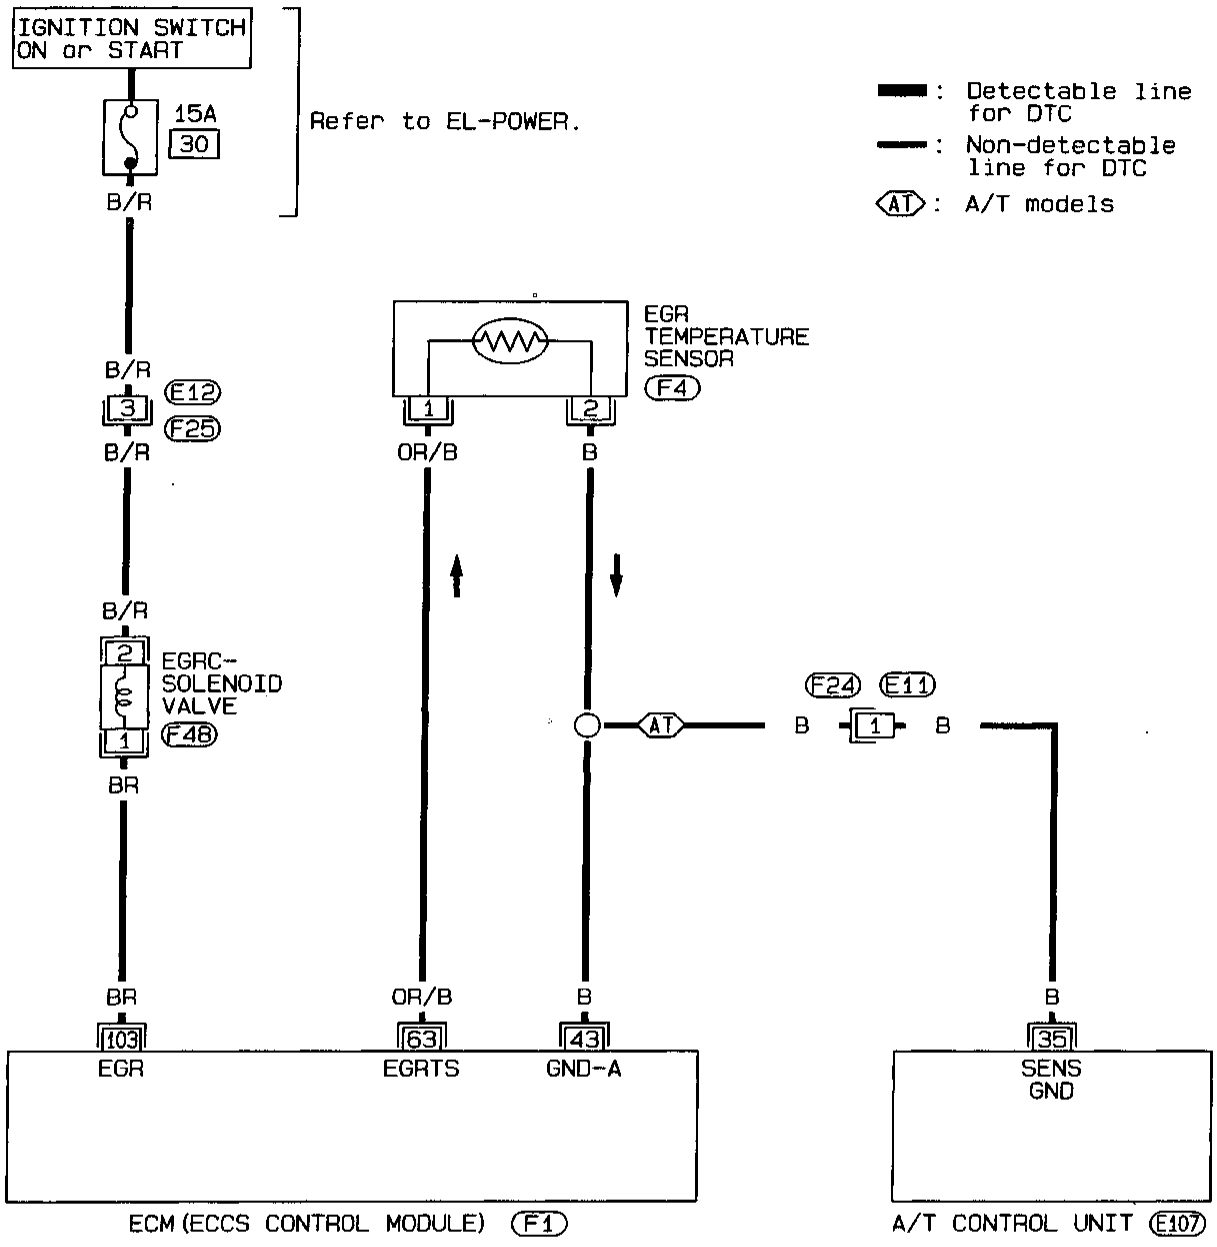 IGNITION SWITCH
ON or START
15A
30
B/R
Refer to EL-POWER.
: Detectable line
for DTC
: Non-detectable
line for DTC
AT : A/T models
B/R
3
E12
F25
B/R
EGR
TEMPERATURE
SENSOR
F4
1
2
OR/B
B
B/R
2
EGRC-
SOLENOID
VALVE
F48
1
BR
AT
B
F24
E11
1
B
BR
OR/B
B
B
103
63
43
35
EGR
EGRTS
GND-A
SENS
GND
ECM (ECCS CONTROL MODULE) F1
A/T CONTROL UNIT E107